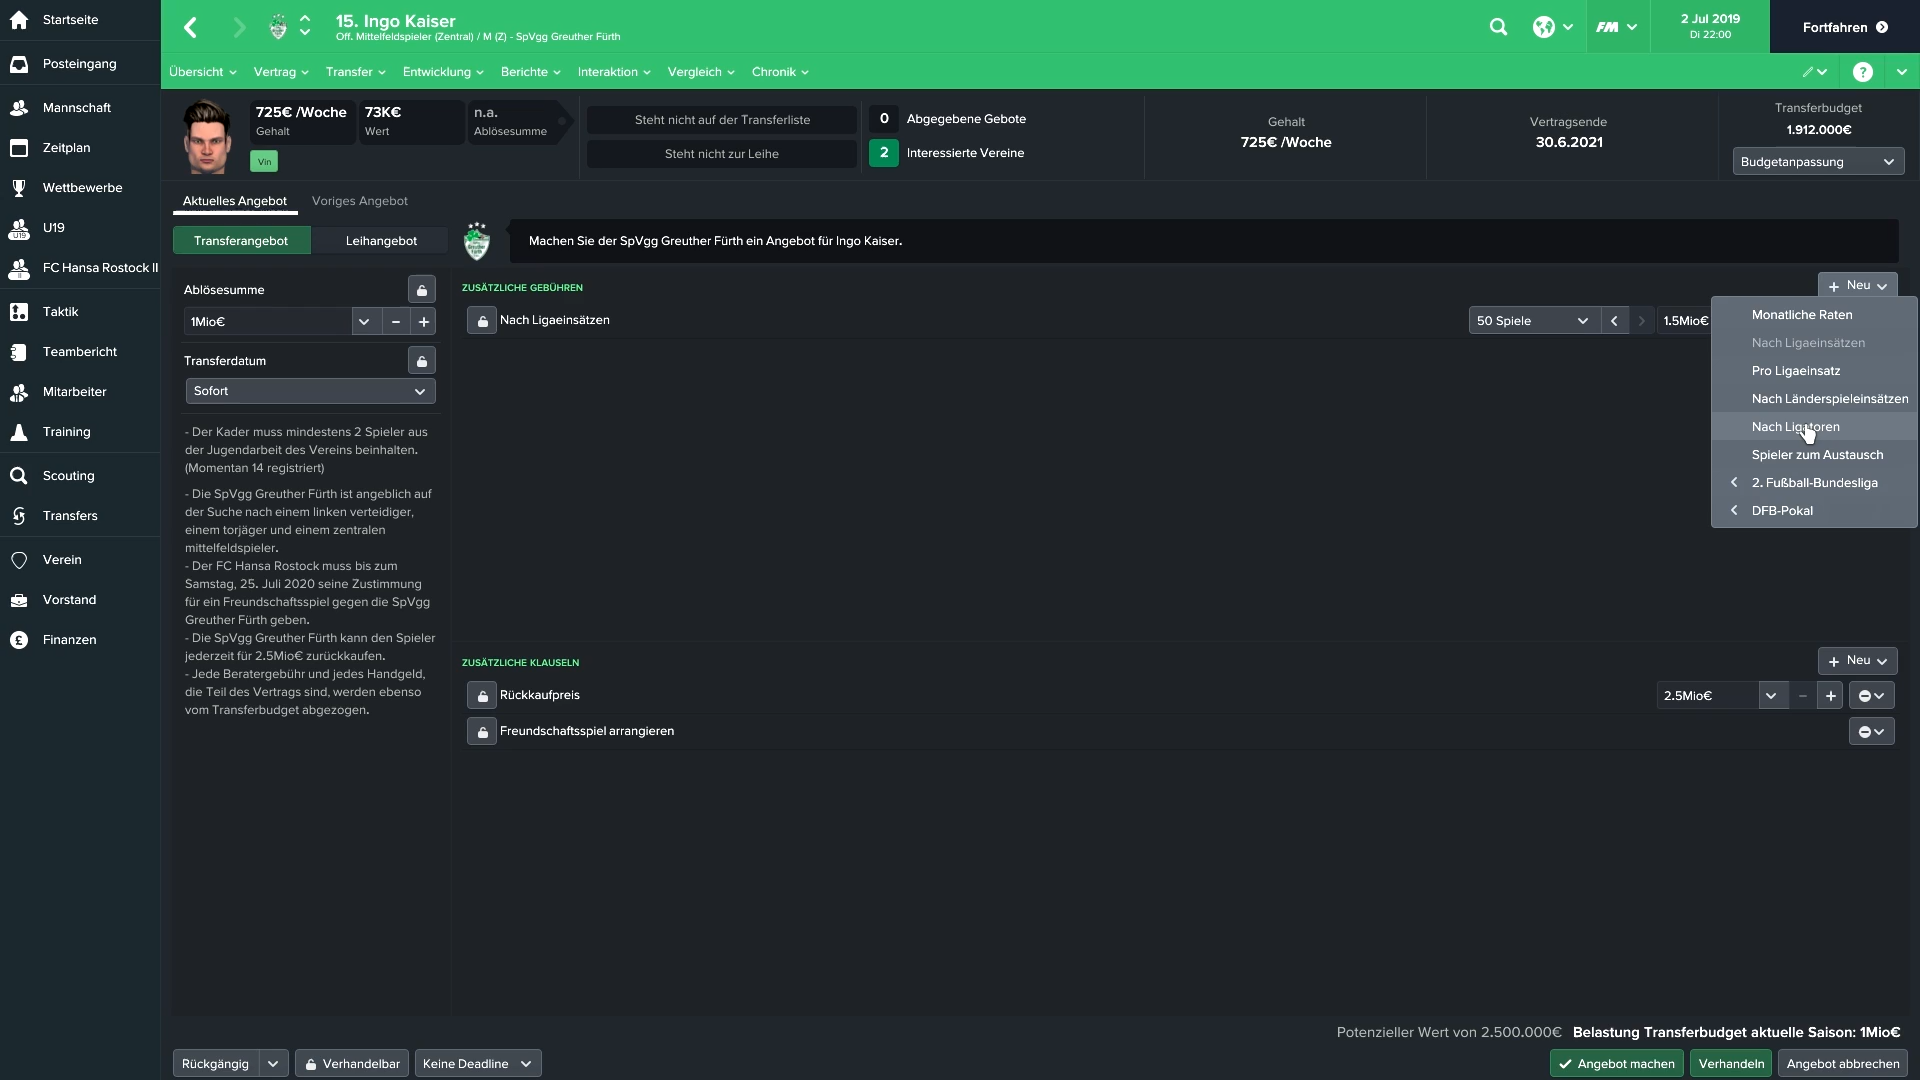 Startseite
Posteingang
Mannschaft
Zeitplan
Wettbewerbe
U19
FC Hansa Rostock II
Taktik
Teambericht
Mitarbeiter
Training
Scouting
Transfers
Verein
Vorstand
Finanzen
15. Ingo Kaiser
Off. Mittelfeldspieler (Zentral) / M (Z) - SpVgg Greuther Fürth
FM
2 Jul 2019
Di 22:00
Fortfahren
Übersicht Vertrag Transfer Entwicklung Berichte Interaktion Vergleich Chronik
725€ /Woche
Gehalt
73K€
Wert
n.a.
Ablösesumme
Vin
Steht nicht auf der Transferliste
Steht nicht zur Leihe
0 Abgegebene Gebote
2 Interessierte Vereine
Gehalt
725€ /Woche
Vertragsende
30.6.2021
Transferbudget
1.912.000€
Budgetanpassung
Aktuelles Angebot Voriges Angebot
Transferangebot Leihangebot
Machen Sie der SpVgg Greuther Fürth ein Angebot für Ingo Kaiser.
Ablösesumme
1Mio€
Transferdatum
Sofort
- Der Kader muss mindestens 2 Spieler aus
der Jugendarbeit des Vereins beinhalten.
(Momentan 14 registriert)
- Die SpVgg Greuther Fürth ist angeblich auf
der Suche nach einem linken verteidiger,
einem torjäger und einem zentralen
mittelfeldspieler.
- Der FC Hansa Rostock muss bis zum
Samstag, 25. Juli 2020 seine Zustimmung
für ein Freundschaftsspiel gegen die SpVgg
Greuther Fürth geben.
- Die SpVgg Greuther Fürth kann den Spieler
jederzeit für 2.5Mio€ zurückkaufen.
- Jede Beratergebühr und jedes Handgeld,
die Teil des Vertrags sind, werden ebenso
vom Transferbudget abgezogen.
ZUSÄTZLICHE GEBÜHREN
+ Neu
Nach Ligaeinsätzen
50 Spiele
1.5Mio€
Monatliche Raten
Nach Ligaeinsätzen
Pro Ligaeinsatz
Nach Länderspieleinsätzen
Nach Ligatoren
Spieler zum Austausch
2. Fußball-Bundesliga
DFB-Pokal
ZUSÄTZLICHE KLAUSELN
+ Neu
Rückkaufpreis
2.5Mio€
Freundschaftsspiel arrangieren
Potenzieller Wert von 2.500.000€ Belastung Transferbudget aktuelle Saison: 1Mio€
Rückgängig Verhandelbar Keine Deadline
Angebot machen Verhandeln Angebot abbrechen